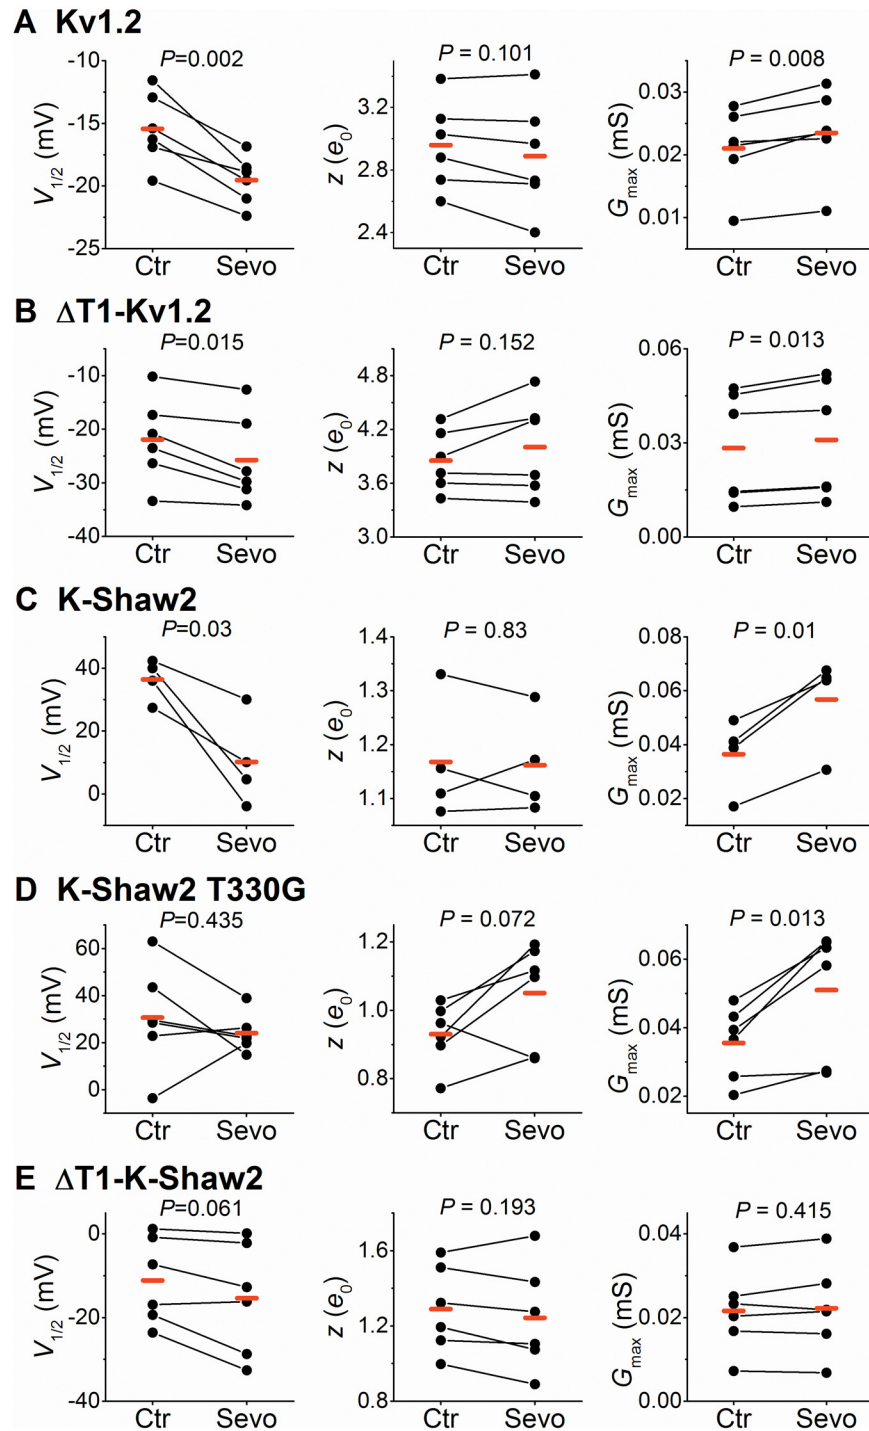 A Kv1.2
P=0.002
P = 0.101
P = 0.008
V1/2 (mV)
-10
-15
-20
-25
Ctr
Sevo
z (e0)
3.2
2.8
2.4
Ctr
Sevo
Gmax (mS)
0.03
0.02
0.01
Ctr
Sevo
B ΔT1-Kv1.2
P=0.015
P = 0.152
P = 0.013
V1/2 (mV)
-10
-20
-30
-40
Ctr
Sevo
z (e0)
4.8
4.2
3.6
3.0
Ctr
Sevo
Gmax (mS)
0.06
0.03
0.00
Ctr
Sevo
C K-Shaw2
P=0.03
P = 0.83
P = 0.01
V1/2 (mV)
40
20
0
Ctr
Sevo
z (e0)
1.4
1.3
1.2
1.1
Ctr
Sevo
Gmax (mS)
0.08
0.06
0.04
0.02
Ctr
Sevo
D K-Shaw2 T330G
P=0.435
P = 0.072
P = 0.013
V1/2 (mV)
60
40
20
0
Ctr
Sevo
z (e0)
1.2
1.0
0.8
Ctr
Sevo
Gmax (mS)
0.06
0.04
0.02
Ctr
Sevo
E ΔT1-K-Shaw2
P=0.061
P = 0.193
P = 0.415
V1/2 (mV)
0
-20
-40
Ctr
Sevo
z (e0)
1.6
1.2
0.8
Ctr
Sevo
Gmax (mS)
0.04
0.02
0.00
Ctr
Sevo